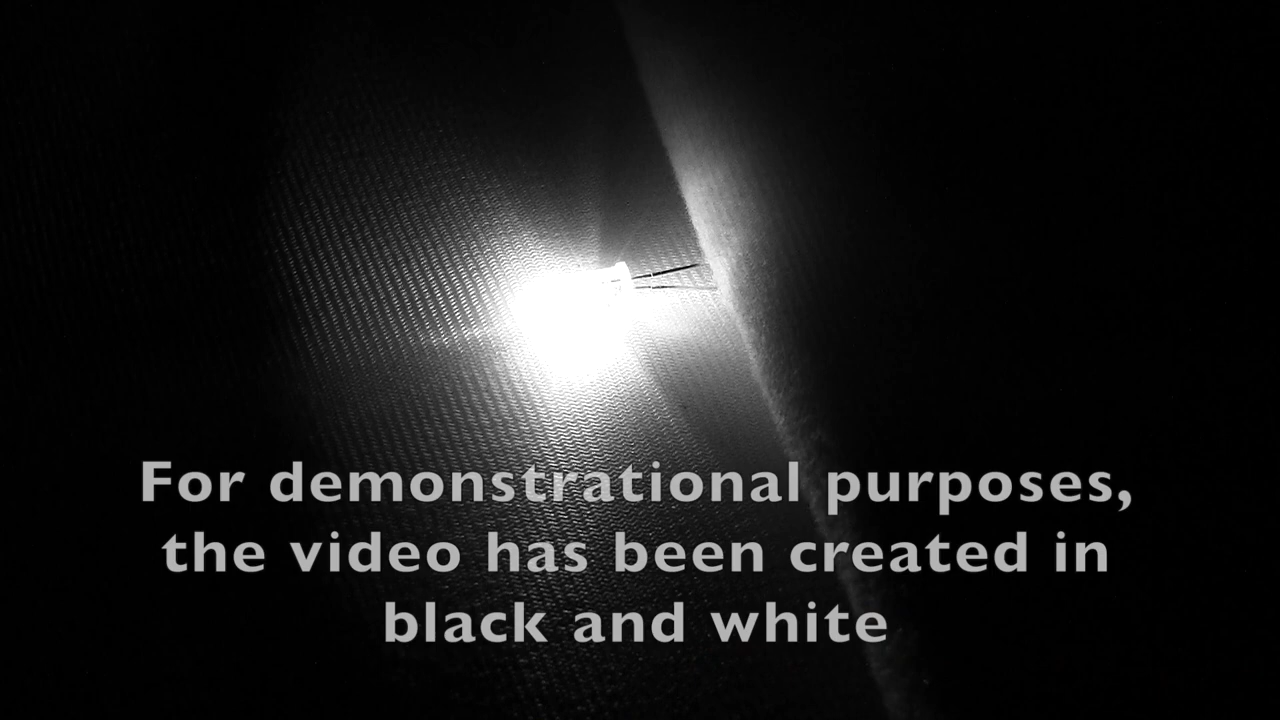 For demonstrational purposes,
the video has been created in
black and white